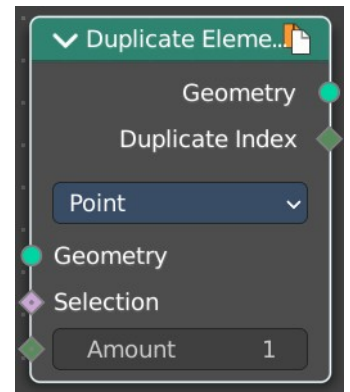 Duplicate Eleme...
Geometry
Duplicate Index
Point
Geometry
Selection
Amount 1